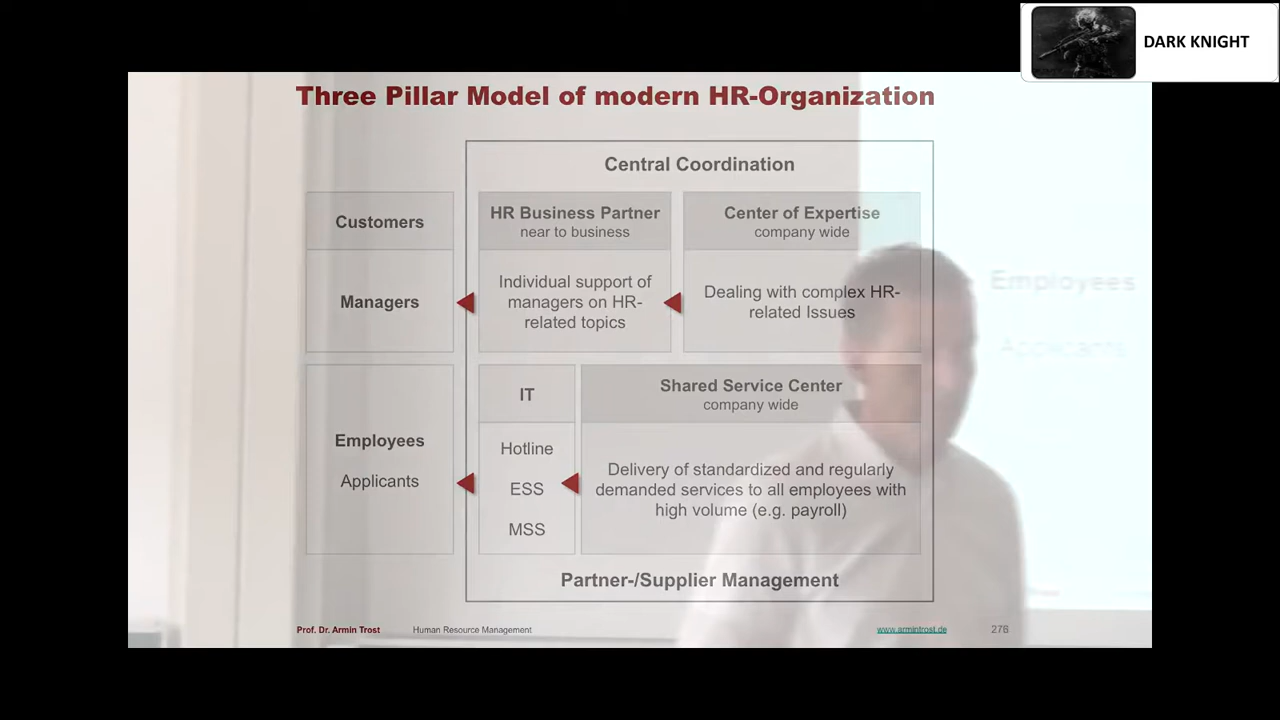 DARK KNIGHT
Three Pillar Model of modern HR-Organization
Central Coordination
Customers
HR Business Partner
near to business
Center of Expertise
company wide
Managers
Individual support of
managers on HR-
related topics
Dealing with complex HR-
related Issues
Employees
Applicants
Employees
Applicants
IT
Hotline
ESS
MSS
Shared Service Center
company wide
Delivery of standardized and regularly
demanded services to all employees with
high volume (e.g. payroll)
Partner-/Supplier Management
Prof. Dr. Armin Trost
Human Resource Management
www.armintrost.de